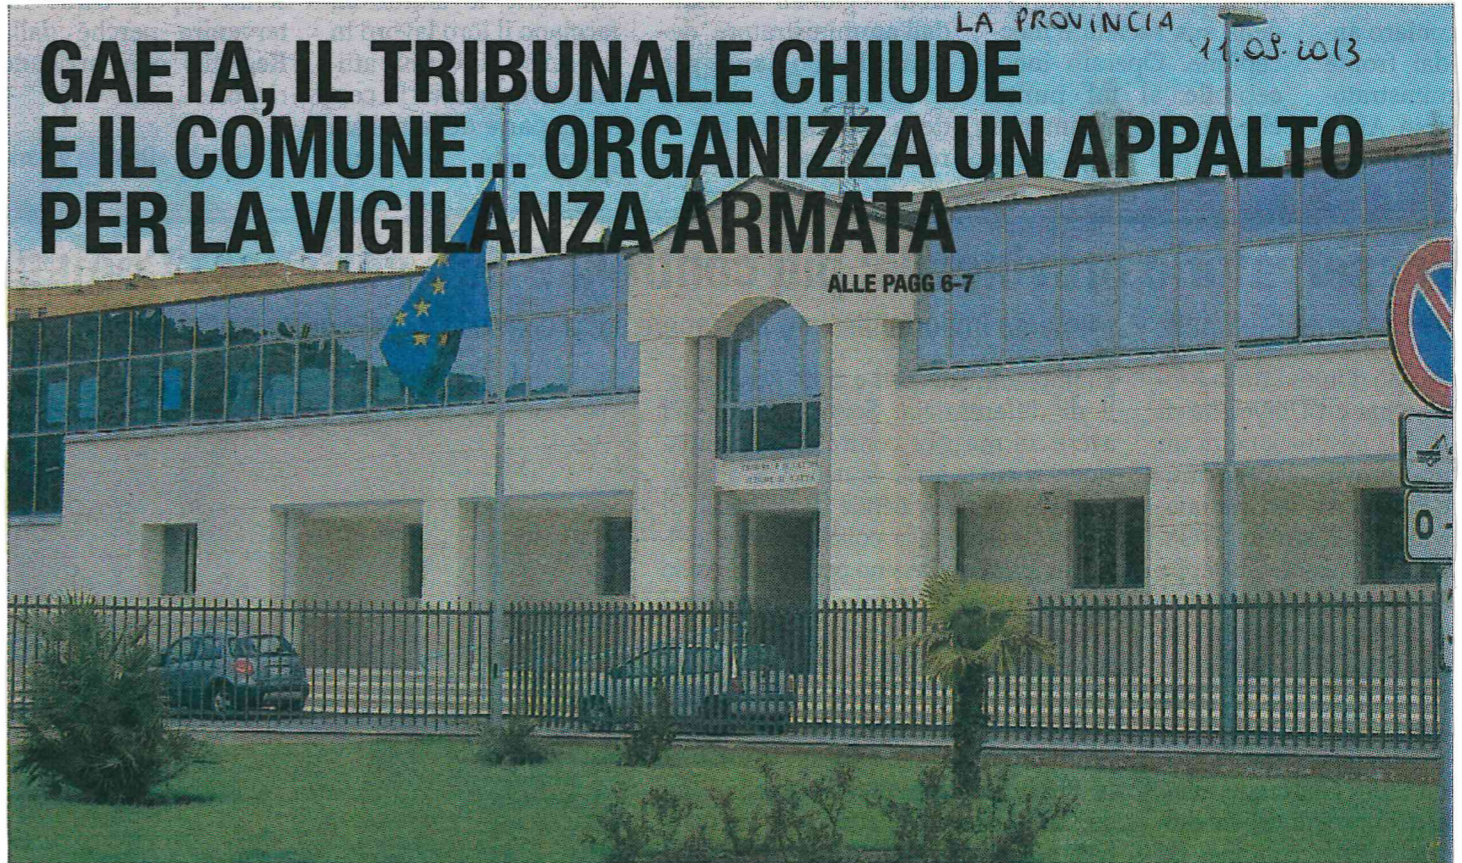 LA PROVINCIA
11.09.2013
GAETA, IL TRIBUNALE CHIUDE
E IL COMUNE... ORGANIZZA UN APPALTO
PER LA VIGILANZA ARMATA
ALLE PAGG 6-7
0 -